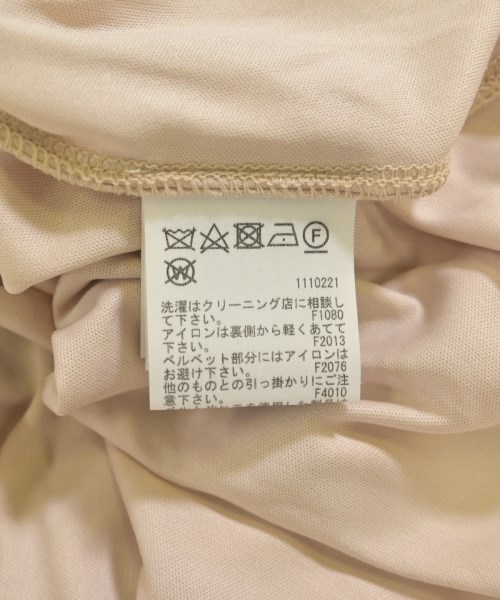 F
W
1110221
洗濯はクリーニング店に相談し
て下さい。 F1080
アイロンは裏側から軽くあてて
下さい。 F2013
ベルベット部分にはアイロンは
お避け下さい。 F2076
他のものとの引っ掛かりにご注
意下さい。 F4010